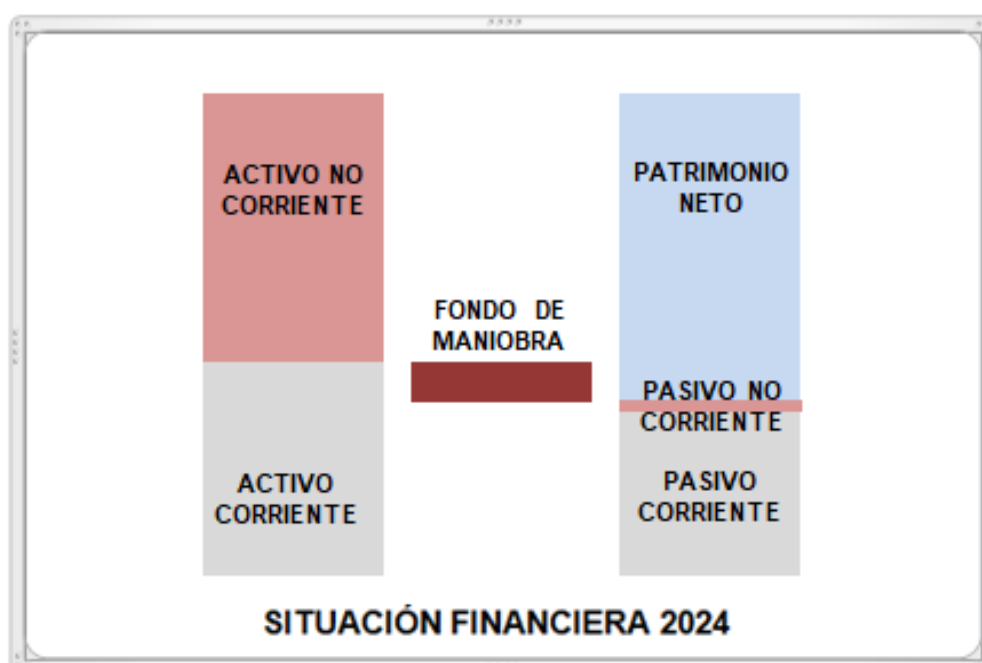 ACTIVO NO
CORRIENTE
PATRIMONIO
NETO
FONDO DE
MANIOBRA
PASIVO NO
CORRIENTE
ACTIVO
CORRIENTE
PASIVO
CORRIENTE
SITUACIÓN FINANCIERA 2024